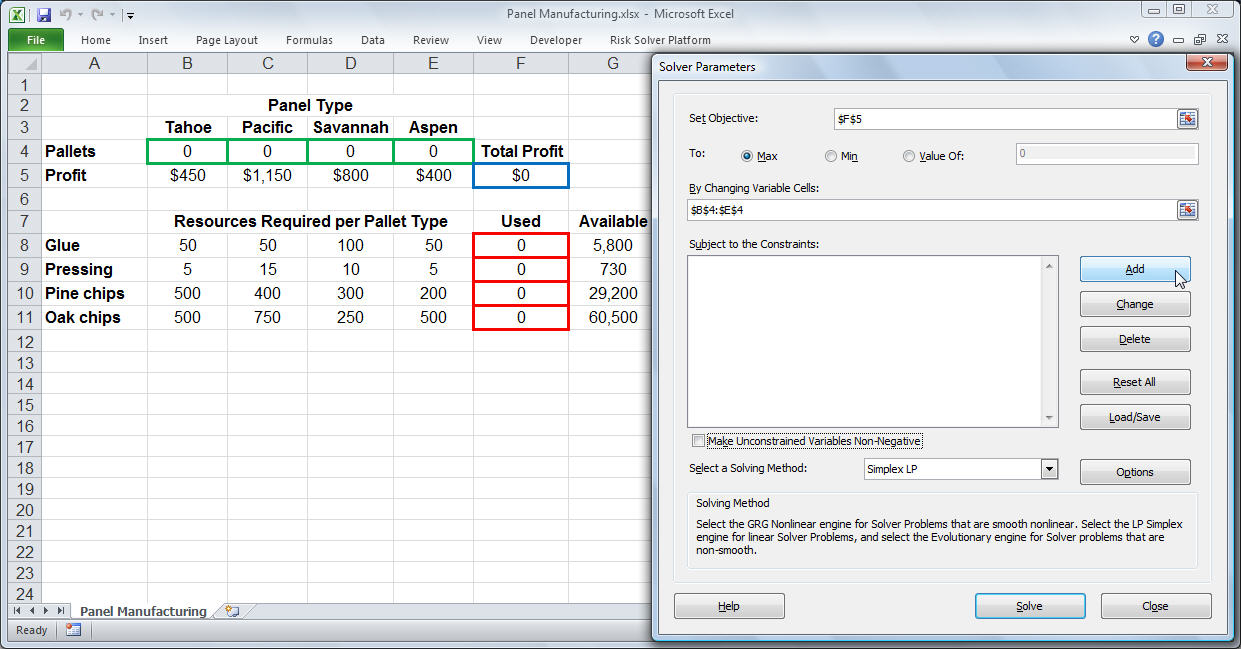 Panel Manufacturing.xlsx - Microsoft Excel
File Home Insert Page Layout Formulas Data Review View Developer Risk Solver Platform
A B C D E F G
1
2 Panel Type
3 Tahoe Pacific Savannah Aspen
4 Pallets 0 0 0 0 Total Profit
5 Profit $450 $1,150 $800 $400 $0
6
7 Resources Required per Pallet Type Used Available
8 Glue 50 50 100 50 0 5,800
9 Pressing 5 15 10 5 0 730
10 Pine chips 500 400 300 200 0 29,200
11 Oak chips 500 750 250 500 0 60,500
12
13
14
15
16
17
18
19
20
21
22
23
24
Panel Manufacturing
Ready
Solver Parameters
Set Objective: $F$5
To: Max Min Value Of: 0
By Changing Variable Cells:
$B$4:$E$4
Subject to the Constraints:
Add
Change
Delete
Reset All
Load/Save
Make Unconstrained Variables Non-Negative
Select a Solving Method: Simplex LP Options
Solving Method
Select the GRG Nonlinear engine for Solver Problems that are smooth nonlinear. Select the LP Simplex
engine for linear Solver Problems, and select the Evolutionary engine for Solver problems that are
non-smooth.
Help Solve Close